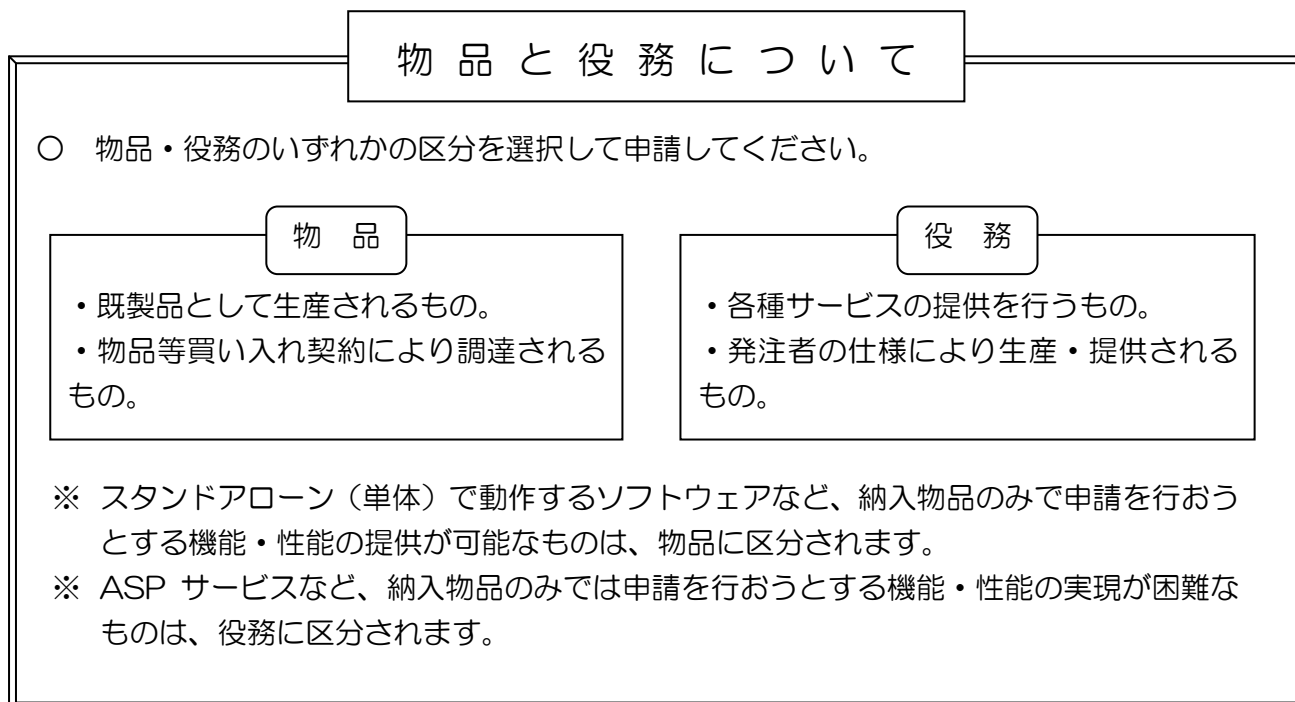 物品と役務について
○ 物品・役務のいずれかの区分を選択して申請してください。
物 品
・既製品として生産されるもの。
・物品等買い入れ契約により調達される
もの。
役 務
・各種サービスの提供を行うもの。
・発注者の仕様により生産・提供される
もの。
※ スタンドアローン（単体）で動作するソフトウェアなど、納入物品のみで申請を行おう
とする機能・性能の提供が可能なものは、物品に区分されます。
※ ASP サービスなど、納入物品のみでは申請を行おうとする機能・性能の実現が困難な
ものは、役務に区分されます。